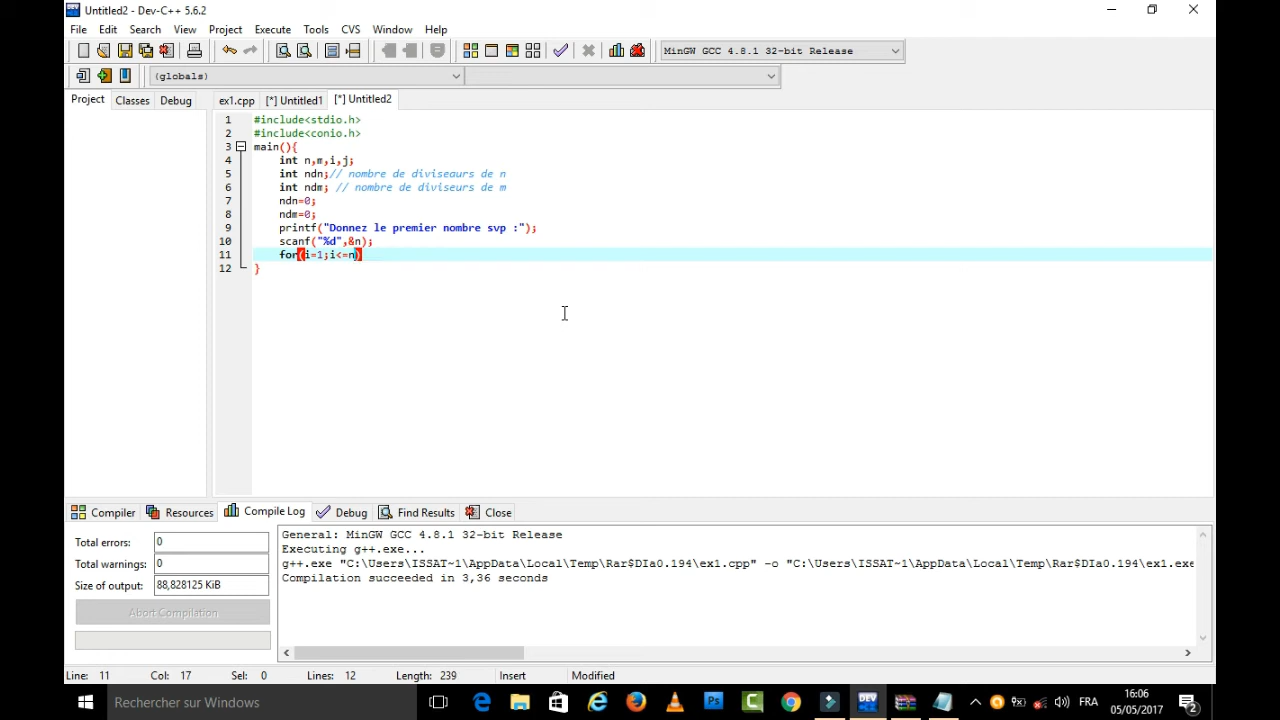 Untitled2 - Dev-C++ 5.6.2
File Edit Search View Project Execute Tools CVS Window Help
MinGW GCC 4.8.1 32-bit Release
(globals)
Project Classes Debug ex1.cpp [*] Untitled1 [*] Untitled2
1 #include<stdio.h>
2 #include<conio.h>
3 main(){
4 int n,m,i,j;
5 int ndn;// nombre de diviseaurs de n
6 int ndm; // nombre de diviseurs de m
7 ndn=0;
8 ndm=0;
9 printf("Donnez le premier nombre svp :");
10 scanf("%d",&n);
11 for(i=1;i<=n)
12 }
Compiler Resources Compile Log Debug Find Results Close
Total errors: 0
Total warnings: 0
Size of output: 88,828125 KiB
Abort Compilation
General: MinGW GCC 4.8.1 32-bit Release
Executing g++.exe...
g++.exe "C:\Users\ISSAT~1\AppData\Local\Temp\Rar$DIa0.194\ex1.cpp" -o "C:\Users\ISSAT~1\AppData\Local\Temp\Rar$DIa0.194\ex1.exe
Compilation succeeded in 3,36 seconds
Line: 11 Col: 17 Sel: 0 Lines: 12 Length: 239 Insert Modified
Rechercher sur Windows
FRA
16:06
05/05/2017